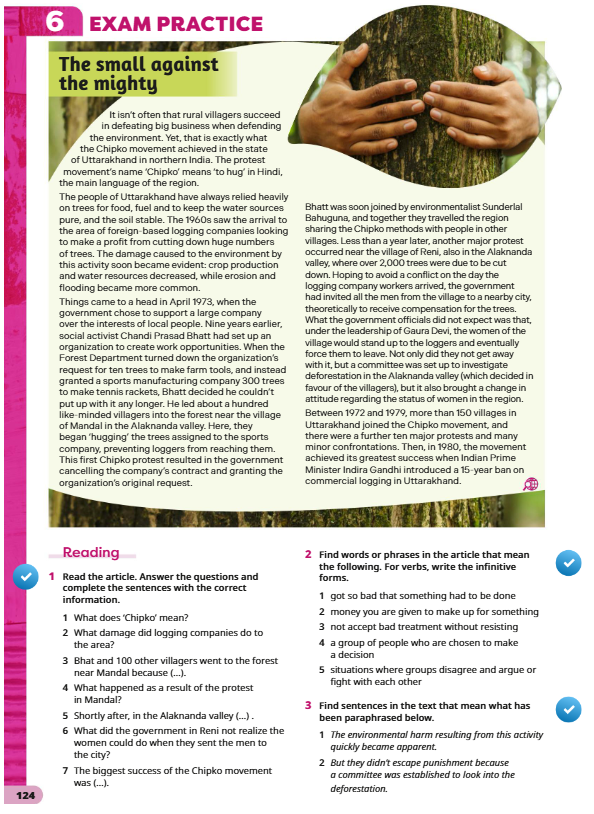 6 EXAM PRACTICE
The small against
the mighty
It isn't often that rural villagers succeed
in defeating big business when defending
the environment. Yet, that is exactly what
the Chipko movement achieved in the state
of Uttarakhand in northern India. The protest
movement's name 'Chipko' means 'to hug' in Hindi,
the main language of the region.
The people of Uttarakhand have always relied heavily
on trees for food, fuel and to keep the water sources
pure, and the soil stable. The 1960s saw the arrival to
the area of foreign-based logging companies looking
to make a profit from cutting down huge numbers
of trees. The damage caused to the environment by
this activity soon became evident: crop production
and water resources decreased, while erosion and
flooding became more common.
Things came to a head in April 1973, when the
government chose to support a large company
over the interests of local people. Nine years earlier,
social activist Chandi Prasad Bhatt had set up an
organization to create work opportunities. When the
Forest Department turned down the organization's
request for ten trees to make farm tools, and instead
granted a sports manufacturing company 300 trees
to make tennis rackets, Bhatt decided he couldn't
put up with it any longer. He led about a hundred
like-minded villagers into the forest near the village
of Mandal in the Alaknanda valley. Here, they
began 'hugging' the trees assigned to the sports
company, preventing loggers from reaching them.
This first Chipko protest resulted in the government
cancelling the company's contract and granting the
organization's original request.
Bhatt was soon joined by environmentalist Sunderlal
Bahuguna, and together they travelled the region
sharing the Chipko methods with people in other
villages. Less than a year later, another major protest
occurred near the village of Reni, also in the Alaknanda
valley, where over 2,000 trees were due to be cut
down. Hoping to avoid a conflict on the day the
logging company workers arrived, the government
had invited all the men from the village to a nearby city,
theoretically to receive compensation for the trees.
What the government officials did not expect was that,
under the leadership of Gaura Devi, the women of the
village would stand up to the loggers and eventually
force them to leave. Not only did they not get away
with it, but a committee was set up to investigate
deforestation in the Alaknanda valley (which decided in
favour of the villagers), but it also brought a change in
attitude regarding the status of women in the region.
Between 1972 and 1979, more than 150 villages in
Uttarakhand joined the Chipko movement, and
there were a further ten major protests and many
minor confrontations. Then, in 1980, the movement
achieved its greatest success when Indian Prime
Minister Indira Gandhi introduced a 15-year ban on
commercial logging in Uttarakhand.
Reading
1 Read the article. Answer the questions and
complete the sentences with the correct
information.
1 What does 'Chipko' mean?
2 What damage did logging companies do to
the area?
3 Bhat and 100 other villagers went to the forest
near Mandal because (...).
4 What happened as a result of the protest
in Mandal?
5 Shortly after, in the Alaknanda valley (...) .
6 What did the government in Reni not realize the
women could do when they sent the men to
the city?
7 The biggest success of the Chipko movement
was (...).
2 Find words or phrases in the article that mean
the following. For verbs, write the infinitive
forms.
1 got so bad that something had to be done
2 money you are given to make up for something
3 not accept bad treatment without resisting
4 a group of people who are chosen to make
a decision
5 situations where groups disagree and argue or
fight with each other
3 Find sentences in the text that mean what has
been paraphrased below.
1 The environmental harm resulting from this activity
quickly became apparent.
2 But they didn't escape punishment because
a committee was established to look into the
deforestation.
124